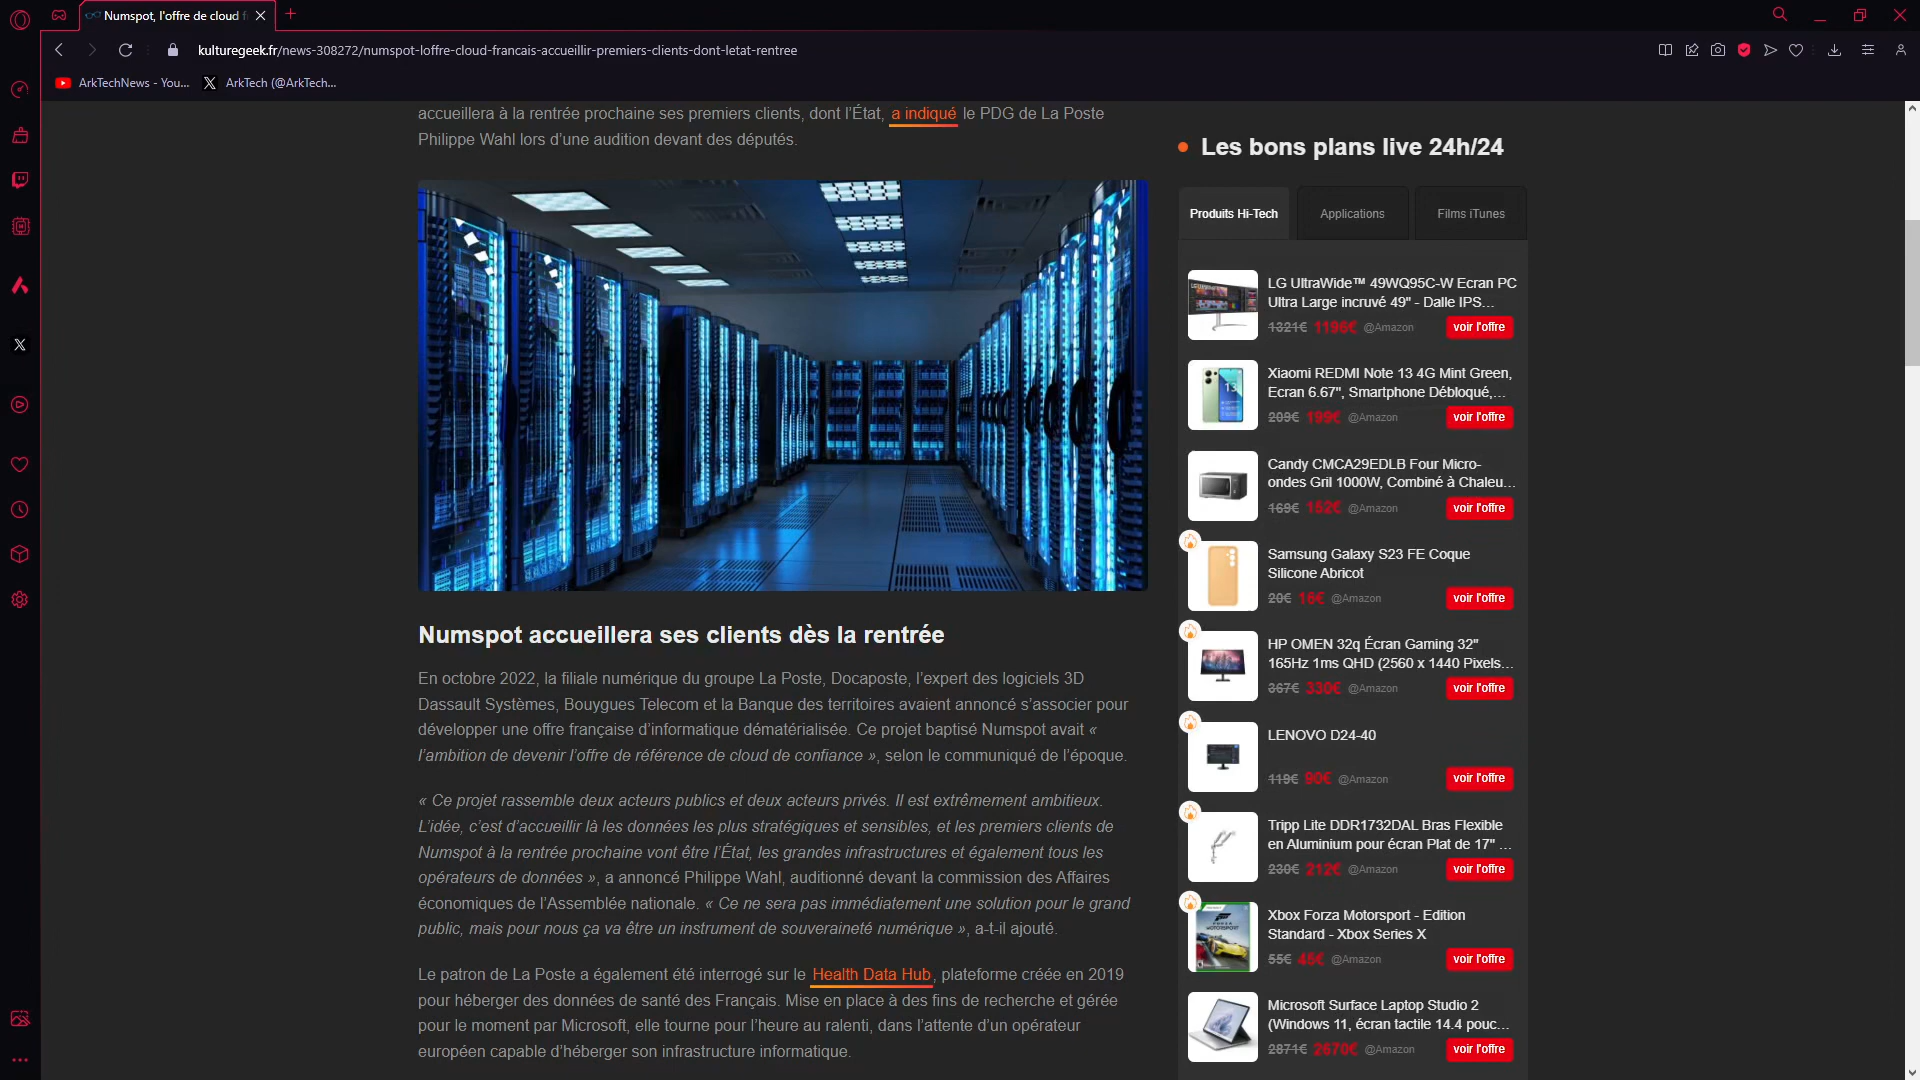 Numspot, l'offre de cloud f
kulturegeek.fr/news-308272/numspot-loffre-cloud-francais-accueillir-premiers-clients-dont-letat-rentree
ArkTechNews - You...
ArkTech (@ArkTech...
accueillera à la rentrée prochaine ses premiers clients, dont l’État, a indiqué le PDG de La Poste
Philippe Wahl lors d’une audition devant des députés.
Numspot accueillera ses clients dès la rentrée
En octobre 2022, la filiale numérique du groupe La Poste, Docaposte, l’expert des logiciels 3D
Dassault Systèmes, Bouygues Telecom et la Banque des territoires avaient annoncé s’associer pour
développer une offre française d’informatique dématérialisée. Ce projet baptisé Numspot avait «
l’ambition de devenir l’offre de référence de cloud de confiance », selon le communiqué de l’époque.
« Ce projet rassemble deux acteurs publics et deux acteurs privés. Il est extrêmement ambitieux.
L’idée, c’est d’accueillir là les données les plus stratégiques et sensibles, et les premiers clients de
Numspot à la rentrée prochaine vont être l’État, les grandes infrastructures et également tous les
opérateurs de données », a annoncé Philippe Wahl, auditionné devant la commission des Affaires
économiques de l’Assemblée nationale. « Ce ne sera pas immédiatement une solution pour le grand
public, mais pour nous ça va être un instrument de souveraineté numérique », a-t-il ajouté.
Le patron de La Poste a également été interrogé sur le Health Data Hub, plateforme créée en 2019
pour héberger des données de santé des Français. Mise en place à des fins de recherche et gérée
pour le moment par Microsoft, elle tourne pour l’heure au ralenti, dans l’attente d’un opérateur
européen capable d’héberger son infrastructure informatique.
Les bons plans live 24h/24
Produits Hi-Tech
Applications
Films iTunes
LG UltraWide™ 49WQ95C-W Ecran PC
Ultra Large incruvé 49" - Dalle IPS...
1321€ 1196€ @Amazon
voir l'offre
Xiaomi REDMI Note 13 4G Mint Green,
Ecran 6.67", Smartphone Débloqué,...
209€ 199€ @Amazon
voir l'offre
Candy CMCA29EDLB Four Micro-
ondes Gril 1000W, Combiné à Chaleu...
169€ 152€ @Amazon
voir l'offre
Samsung Galaxy S23 FE Coque
Silicone Abricot
20€ 16€ @Amazon
voir l'offre
HP OMEN 32q Écran Gaming 32"
165Hz 1ms QHD (2560 x 1440 Pixels...
367€ 330€ @Amazon
voir l'offre
LENOVO D24-40
119€ 90€ @Amazon
voir l'offre
Tripp Lite DDR1732DAL Bras Flexible
en Aluminium pour écran Plat de 17" ...
230€ 212€ @Amazon
voir l'offre
Xbox Forza Motorsport - Edition
Standard - Xbox Series X
55€ 45€ @Amazon
voir l'offre
Microsoft Surface Laptop Studio 2
(Windows 11, écran tactile 14.4 pouc...
2871€ 2670€ @Amazon
voir l'offre